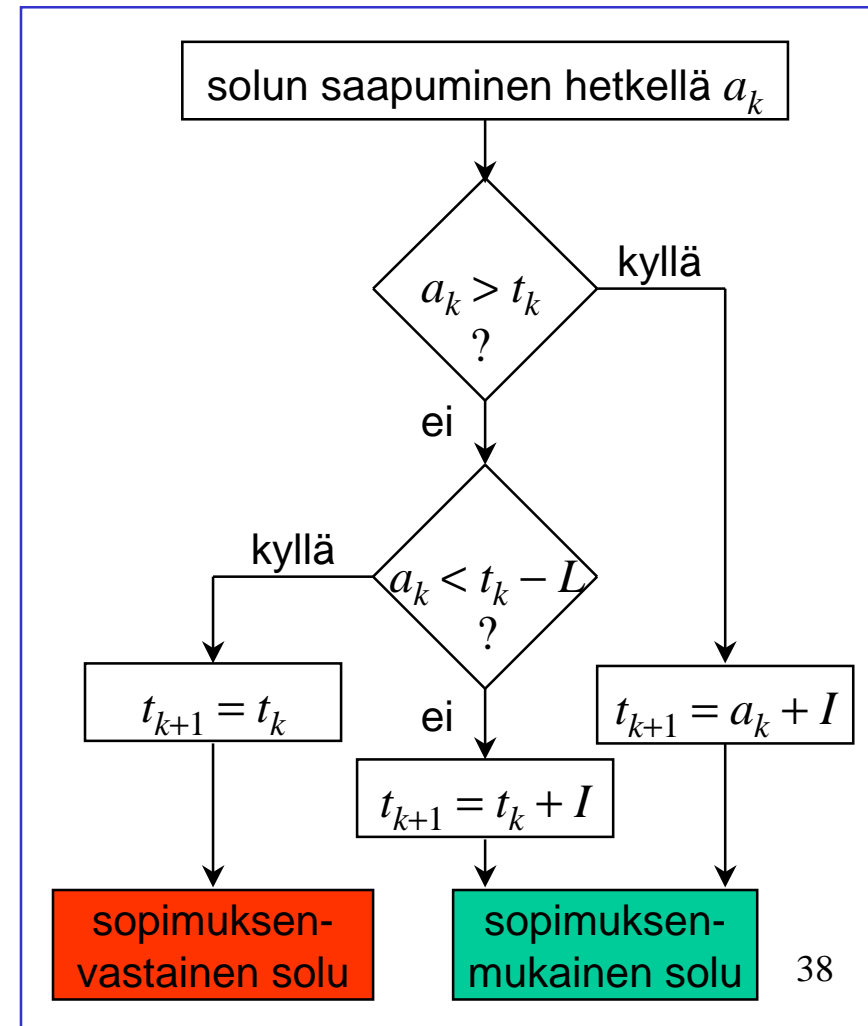 solun saapuminen hetkellä a_k
kyllä
a_k > t_k
?
ei
kyllä
a_k < t_k − L
?
t_{k+1} = t_k
ei
t_{k+1} = a_k + I
t_{k+1} = t_k + I
sopimuksen-
vastainen solu
sopimuksen-
mukainen solu
38